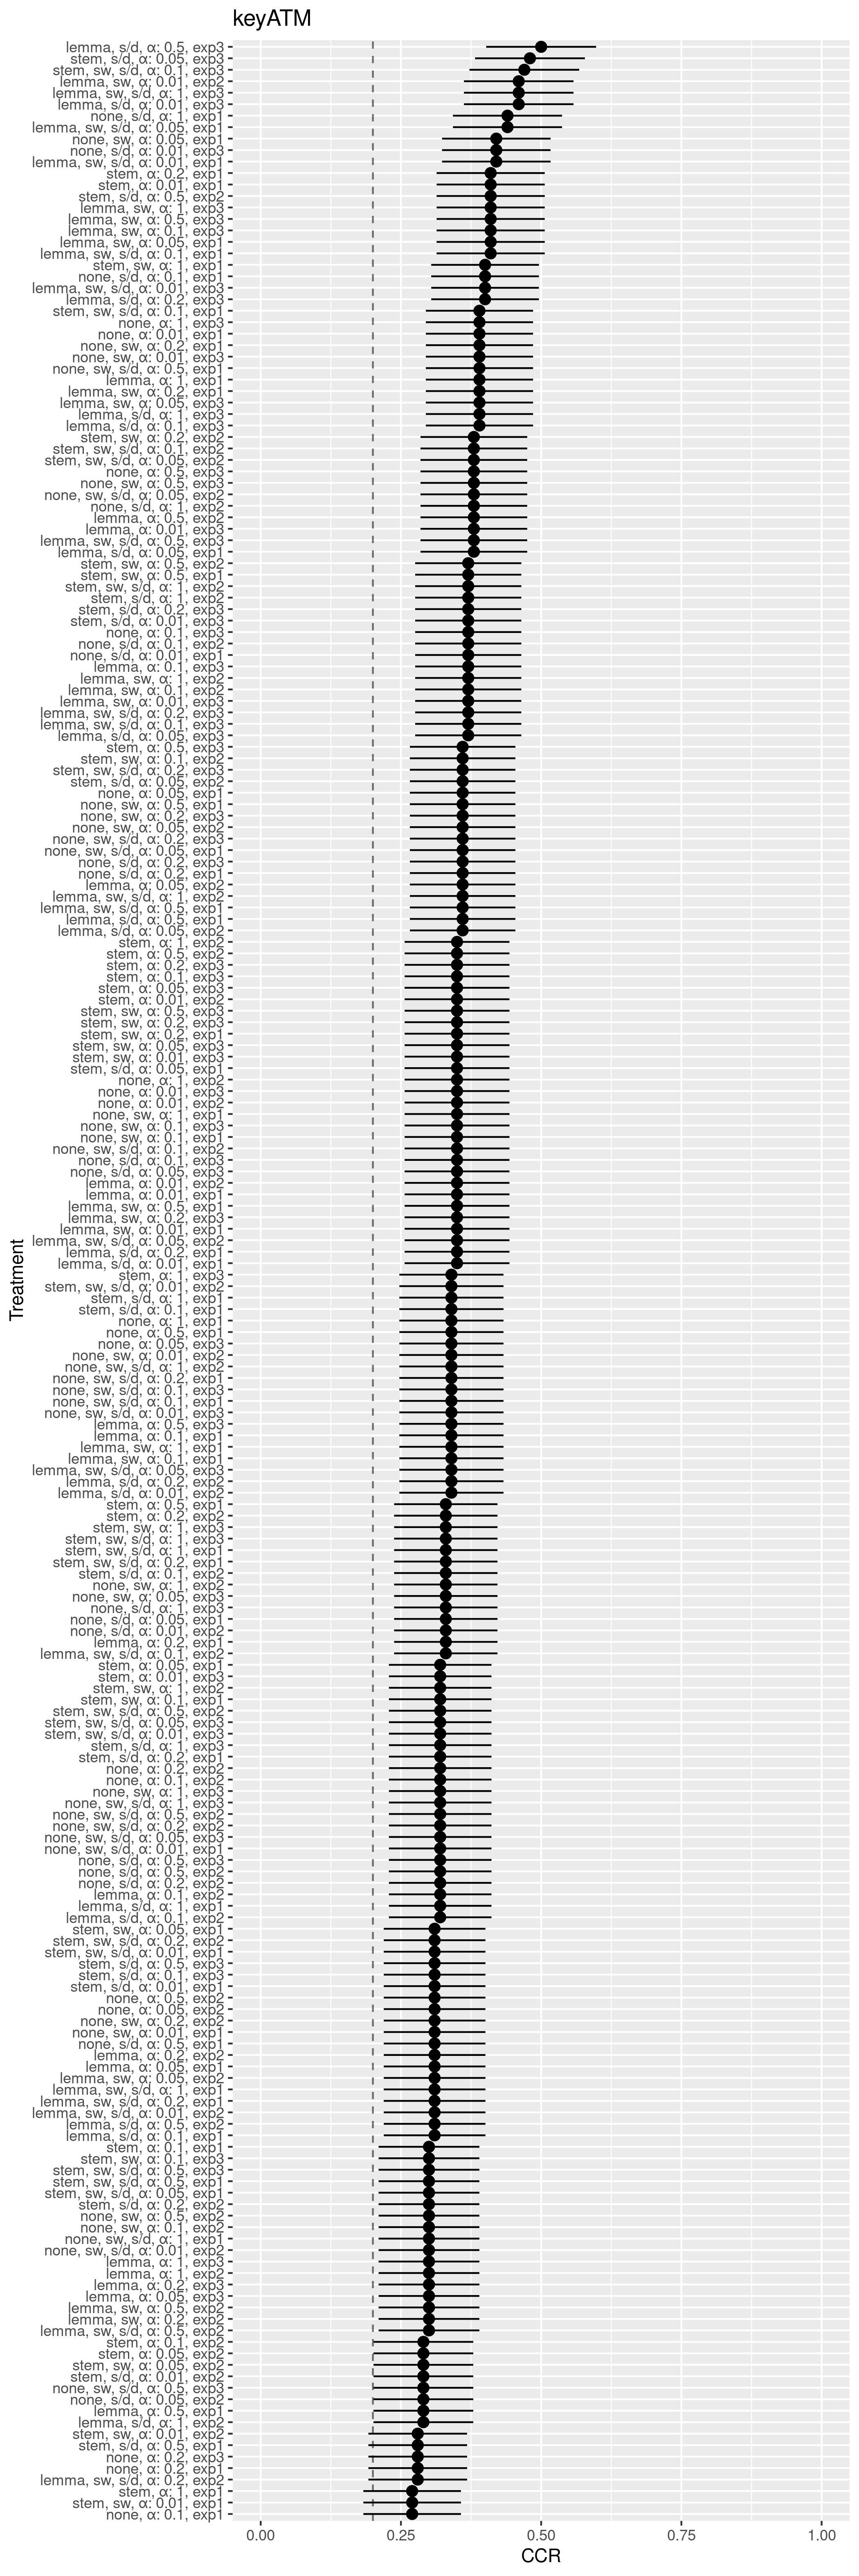 keyATM
lemma, s/d, α: 0.5, exp3
stem, s/d, α: 0.05, exp3
stem, sw, s/d, α: 0.1, exp3
lemma, sw, α: 0.01, exp2
lemma, sw, s/d, α: 1, exp3
lemma, s/d, α: 0.01, exp3
none, s/d, α: 1, exp1
lemma, sw, s/d, α: 0.05, exp1
none, sw, α: 0.05, exp1
none, s/d, α: 0.01, exp3
lemma, sw, s/d, α: 0.01, exp1
stem, α: 0.2, exp1
stem, α: 0.01, exp1
stem, s/d, α: 0.5, exp2
lemma, sw, α: 1, exp3
lemma, sw, α: 0.5, exp3
lemma, sw, α: 0.1, exp3
lemma, sw, α: 0.05, exp1
lemma, sw, s/d, α: 0.1, exp1
stem, sw, α: 1, exp1
none, s/d, α: 0.1, exp1
lemma, sw, s/d, α: 0.01, exp3
lemma, s/d, α: 0.2, exp3
stem, sw, s/d, α: 0.1, exp1
none, α: 1, exp3
none, α: 0.01, exp1
none, sw, α: 0.2, exp1
none, sw, α: 0.01, exp3
none, sw, s/d, α: 0.5, exp1
lemma, α: 1, exp1
lemma, sw, α: 0.2, exp1
lemma, sw, α: 0.05, exp3
lemma, s/d, α: 1, exp3
lemma, s/d, α: 0.1, exp3
stem, sw, α: 0.2, exp2
stem, sw, s/d, α: 0.1, exp2
stem, sw, s/d, α: 0.05, exp2
none, α: 0.5, exp3
none, sw, α: 0.5, exp3
none, sw, s/d, α: 0.05, exp2
none, s/d, α: 1, exp2
lemma, α: 0.5, exp2
lemma, α: 0.01, exp3
lemma, sw, s/d, α: 0.5, exp3
lemma, s/d, α: 0.05, exp1
stem, sw, α: 0.5, exp2
stem, sw, α: 0.5, exp1
stem, sw, s/d, α: 1, exp2
stem, s/d, α: 1, exp2
stem, s/d, α: 0.2, exp3
stem, s/d, α: 0.01, exp3
none, α: 0.1, exp3
none, s/d, α: 0.1, exp2
none, s/d, α: 0.01, exp1
lemma, α: 0.1, exp3
lemma, sw, α: 1, exp2
lemma, sw, α: 0.1, exp2
lemma, sw, α: 0.01, exp3
lemma, sw, s/d, α: 0.2, exp3
lemma, sw, s/d, α: 0.1, exp3
lemma, s/d, α: 0.05, exp3
stem, α: 0.5, exp3
stem, sw, α: 0.1, exp2
stem, sw, s/d, α: 0.2, exp3
stem, s/d, α: 0.05, exp2
none, α: 0.05, exp1
none, sw, α: 0.5, exp1
none, sw, α: 0.2, exp3
none, sw, α: 0.05, exp2
none, sw, s/d, α: 0.2, exp3
none, sw, s/d, α: 0.05, exp1
none, s/d, α: 0.2, exp3
none, s/d, α: 0.2, exp1
lemma, α: 0.05, exp2
lemma, sw, s/d, α: 1, exp2
lemma, sw, s/d, α: 0.5, exp1
lemma, s/d, α: 0.5, exp1
lemma, s/d, α: 0.05, exp2
stem, α: 1, exp2
stem, α: 0.5, exp2
stem, α: 0.2, exp3
stem, α: 0.1, exp3
stem, α: 0.05, exp3
stem, α: 0.01, exp2
stem, sw, α: 0.5, exp3
stem, sw, α: 0.2, exp3
stem, sw, α: 0.2, exp1
stem, sw, α: 0.05, exp3
stem, sw, α: 0.01, exp3
stem, s/d, α: 0.05, exp1
none, α: 1, exp2
none, α: 0.01, exp3
none, α: 0.01, exp2
none, sw, α: 1, exp1
none, sw, α: 0.1, exp3
none, sw, α: 0.1, exp1
none, sw, s/d, α: 0.1, exp2
none, s/d, α: 0.1, exp3
none, s/d, α: 0.05, exp3
lemma, α: 0.01, exp2
lemma, α: 0.01, exp1
lemma, sw, α: 0.5, exp1
lemma, sw, α: 0.2, exp3
lemma, sw, α: 0.01, exp1
lemma, sw, s/d, α: 0.05, exp2
lemma, s/d, α: 0.2, exp1
lemma, s/d, α: 0.01, exp1
stem, α: 1, exp3
stem, sw, s/d, α: 0.01, exp2
stem, s/d, α: 1, exp1
stem, s/d, α: 0.1, exp1
none, α: 1, exp1
none, α: 0.5, exp1
none, α: 0.05, exp3
none, sw, α: 0.01, exp2
none, sw, s/d, α: 1, exp2
none, sw, s/d, α: 0.2, exp1
none, sw, s/d, α: 0.1, exp3
none, sw, s/d, α: 0.1, exp1
none, sw, s/d, α: 0.01, exp3
lemma, α: 0.5, exp3
lemma, α: 0.1, exp1
lemma, sw, α: 1, exp1
lemma, sw, α: 0.1, exp1
lemma, sw, s/d, α: 0.05, exp3
lemma, s/d, α: 0.2, exp2
lemma, s/d, α: 0.01, exp2
stem, α: 0.5, exp1
stem, α: 0.2, exp2
stem, sw, α: 1, exp3
stem, sw, s/d, α: 1, exp3
stem, sw, s/d, α: 1, exp1
stem, sw, s/d, α: 0.2, exp1
stem, s/d, α: 0.1, exp2
none, sw, α: 1, exp2
none, sw, α: 0.05, exp3
none, s/d, α: 1, exp3
none, s/d, α: 0.05, exp1
none, s/d, α: 0.01, exp2
lemma, α: 0.2, exp1
lemma, sw, s/d, α: 0.1, exp2
stem, α: 0.05, exp1
stem, α: 0.01, exp3
stem, sw, α: 1, exp2
stem, sw, α: 0.1, exp1
stem, sw, s/d, α: 0.5, exp2
stem, sw, s/d, α: 0.05, exp3
stem, sw, s/d, α: 0.01, exp3
stem, s/d, α: 1, exp3
stem, s/d, α: 0.2, exp1
none, α: 0.2, exp2
none, α: 0.1, exp2
none, sw, α: 1, exp3
none, sw, s/d, α: 1, exp3
none, sw, s/d, α: 0.5, exp2
none, sw, s/d, α: 0.2, exp2
none, sw, s/d, α: 0.05, exp3
none, sw, s/d, α: 0.01, exp1
none, s/d, α: 0.5, exp3
none, s/d, α: 0.5, exp2
none, s/d, α: 0.2, exp2
lemma, α: 0.1, exp2
lemma, s/d, α: 1, exp1
lemma, s/d, α: 0.1, exp2
stem, sw, α: 0.05, exp1
stem, sw, s/d, α: 0.2, exp2
stem, sw, s/d, α: 0.01, exp1
stem, s/d, α: 0.5, exp3
stem, s/d, α: 0.1, exp3
stem, s/d, α: 0.01, exp1
none, α: 0.5, exp2
none, α: 0.05, exp2
none, sw, α: 0.2, exp2
none, sw, α: 0.01, exp1
none, s/d, α: 0.5, exp1
lemma, α: 0.2, exp2
lemma, α: 0.05, exp1
lemma, sw, α: 0.05, exp2
lemma, sw, s/d, α: 1, exp1
lemma, sw, s/d, α: 0.2, exp1
lemma, sw, s/d, α: 0.01, exp2
lemma, s/d, α: 0.5, exp2
lemma, s/d, α: 0.1, exp1
stem, α: 0.1, exp1
stem, sw, α: 0.1, exp3
stem, sw, s/d, α: 0.5, exp3
stem, sw, s/d, α: 0.5, exp1
stem, sw, s/d, α: 0.05, exp1
stem, s/d, α: 0.2, exp2
none, sw, α: 0.5, exp2
none, sw, α: 0.1, exp2
none, sw, s/d, α: 1, exp1
none, sw, s/d, α: 0.01, exp2
lemma, α: 1, exp3
lemma, α: 1, exp2
lemma, α: 0.2, exp3
lemma, α: 0.05, exp3
lemma, sw, α: 0.5, exp2
lemma, sw, α: 0.2, exp2
lemma, sw, s/d, α: 0.5, exp2
stem, α: 0.1, exp2
stem, α: 0.05, exp2
stem, sw, α: 0.05, exp2
stem, s/d, α: 0.01, exp2
none, sw, s/d, α: 0.5, exp3
none, s/d, α: 0.05, exp2
lemma, α: 0.5, exp1
lemma, s/d, α: 1, exp2
stem, sw, α: 0.01, exp2
stem, s/d, α: 0.5, exp1
none, α: 0.2, exp3
none, α: 0.2, exp1
lemma, sw, s/d, α: 0.2, exp2
stem, α: 1, exp1
stem, sw, α: 0.01, exp1
none, α: 0.1, exp1
Treatment
0.00 0.25 0.50 0.75 1.00
CCR